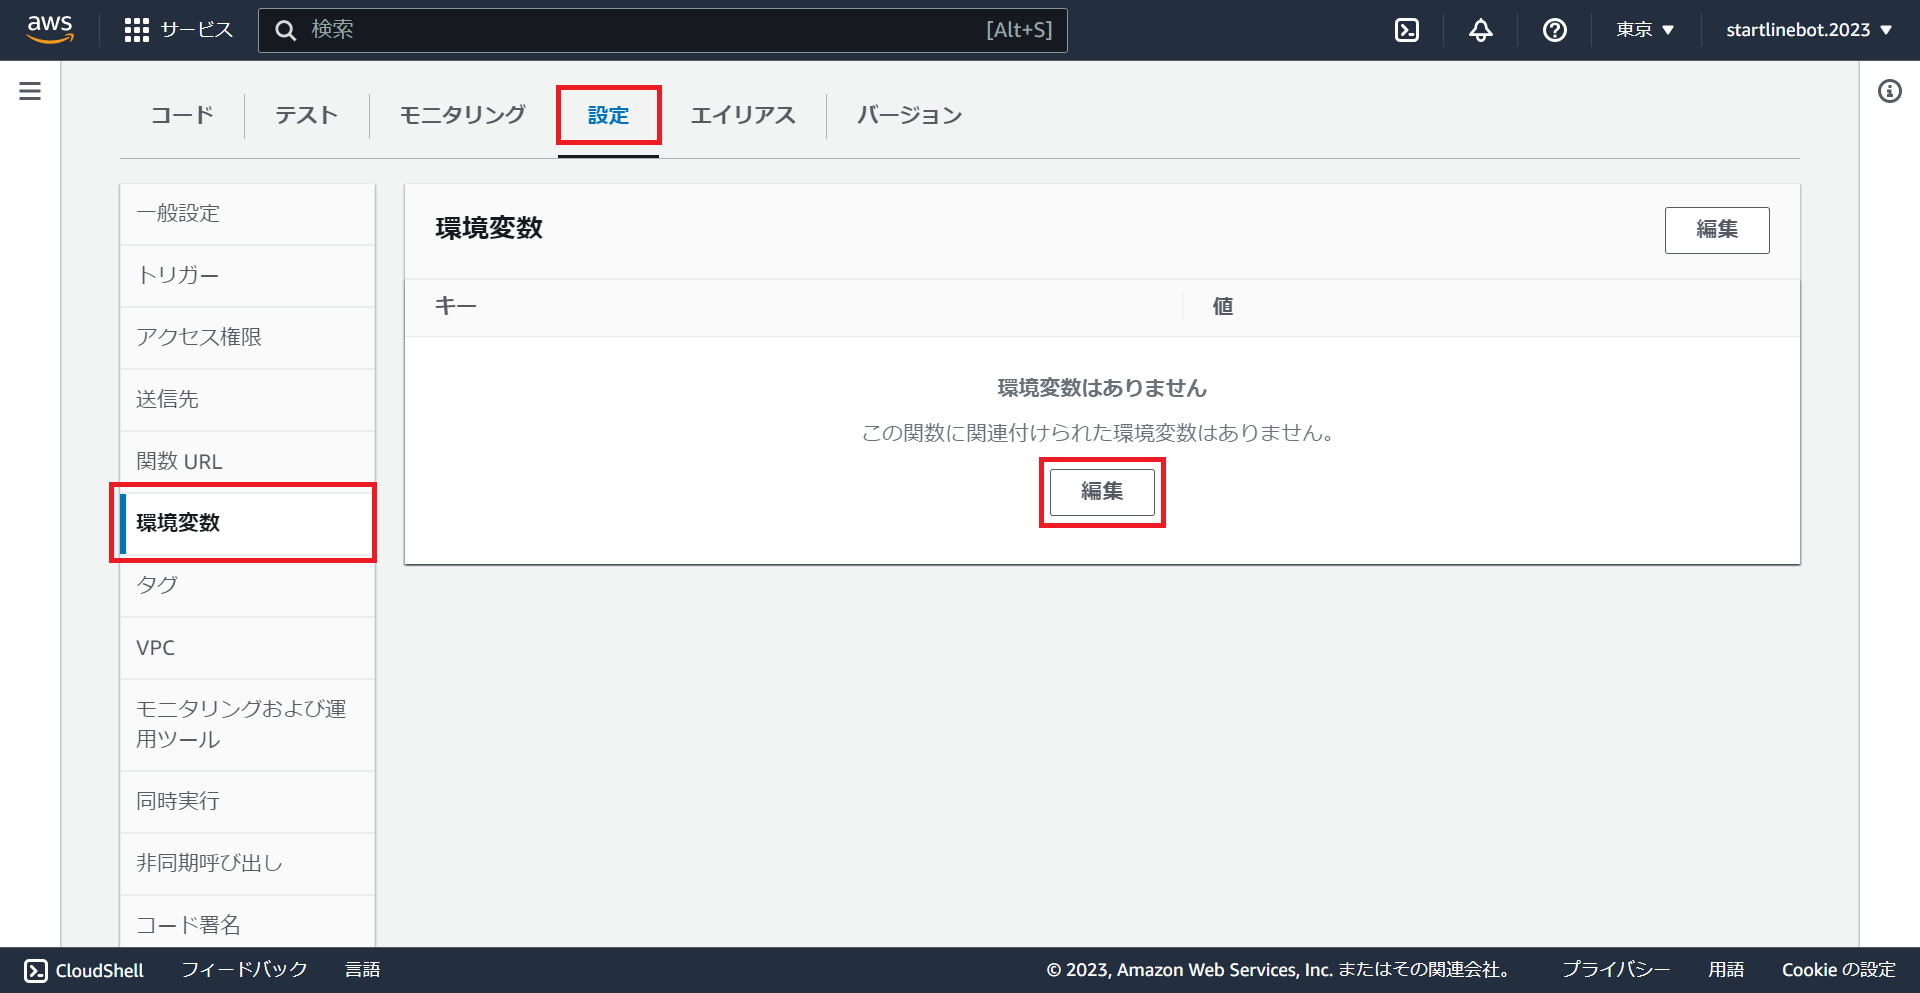 aws
サービス
検索
[Alt+S]
東京
startlinebot.2023
コード
テスト
モニタリング
設定
エイリアス
バージョン
一般設定
トリガー
アクセス権限
送信先
関数 URL
環境変数
タグ
VPC
モニタリングおよび運
用ツール
同時実行
非同期呼び出し
コード署名
環境変数
編集
キー
値
環境変数はありません
この関数に関連付けられた環境変数はありません。
編集
CloudShell
フィードバック
言語
© 2023, Amazon Web Services, Inc. またはその関連会社。
プライバシー
用語
Cookie の設定